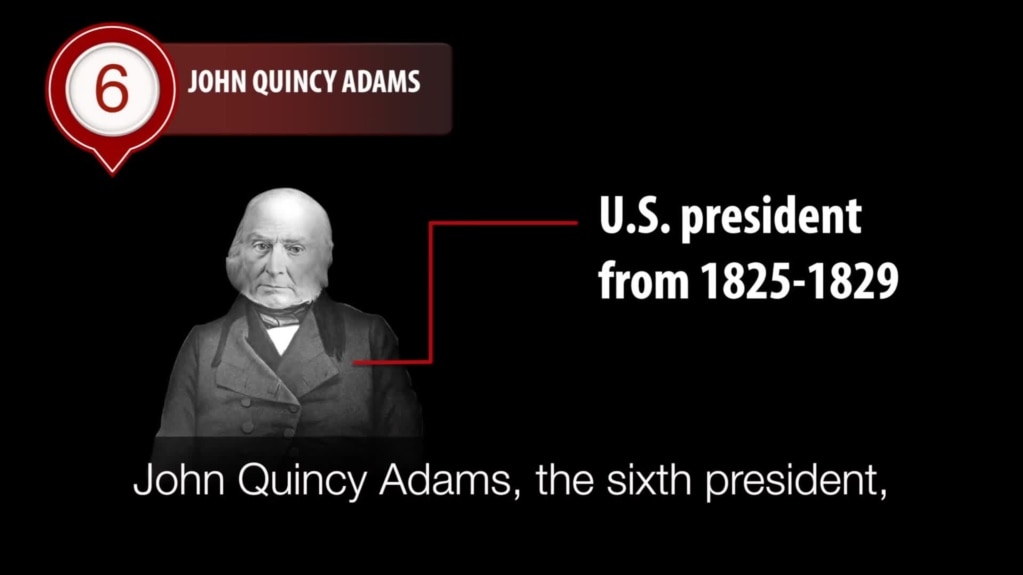 6
JOHN QUINCY ADAMS
U.S. president
from 1825-1829
John Quincy Adams, the sixth president,